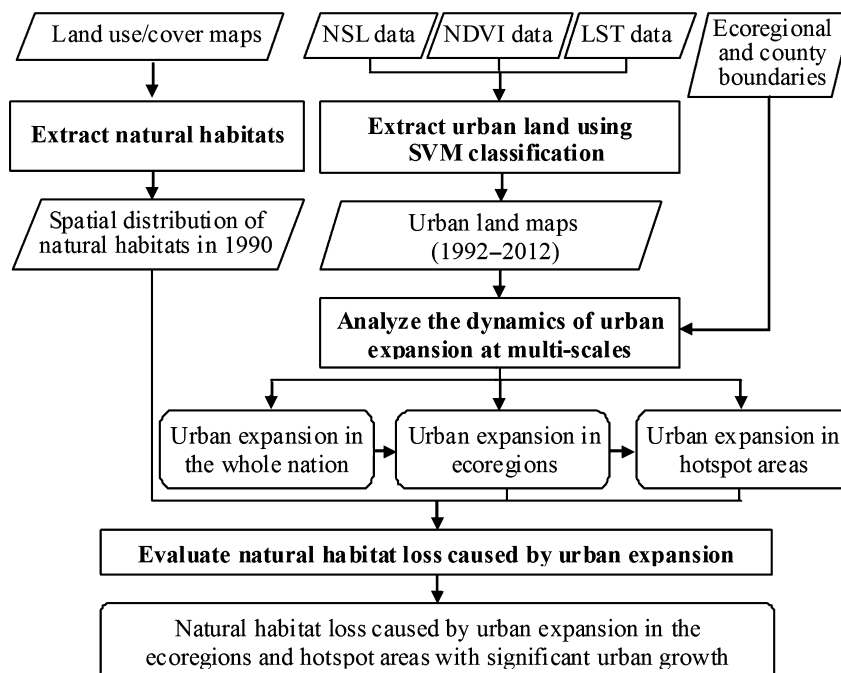 Land use/cover maps
NSL data
NDVI data
LST data
Ecoregional
and county
boundaries
Extract natural habitats
Extract urban land using
SVM classification
Spatial distribution of
natural habitats in 1990
Urban land maps
(1992–2012)
Analyze the dynamics of urban
expansion at multi-scales
Urban expansion in
the whole nation
Urban expansion in
ecoregions
Urban expansion in
hotspot areas
Evaluate natural habitat loss caused by urban expansion
Natural habitat loss caused by urban expansion in the
ecoregions and hotspot areas with significant urban growth